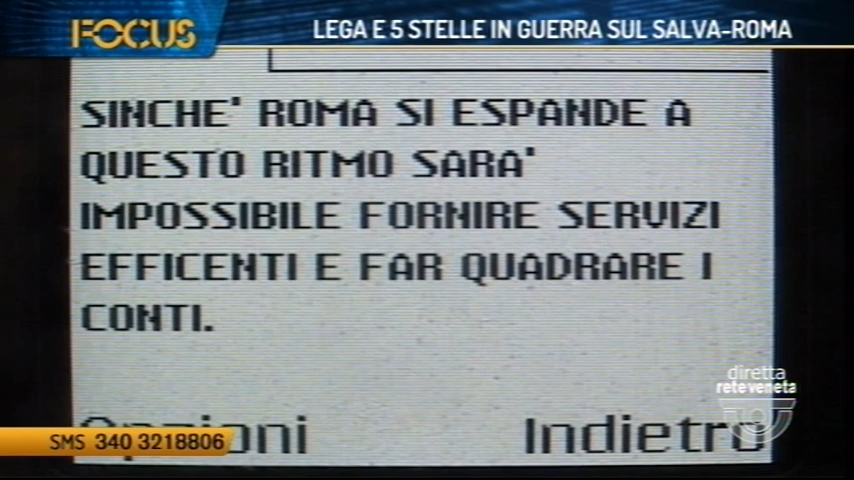 FOCUS
LEGA E 5 STELLE IN GUERRA SUL SALVA-ROMA
SINCHE' ROMA SI ESPANDE A
QUESTO RITMO SARA'
IMPOSSIBILE FORNIRE SERVIZI
EFFICENTI E FAR QUADRARE I
CONTI.
diretta
reteveneta
Opzioni Indietro
SMS 340 3218806